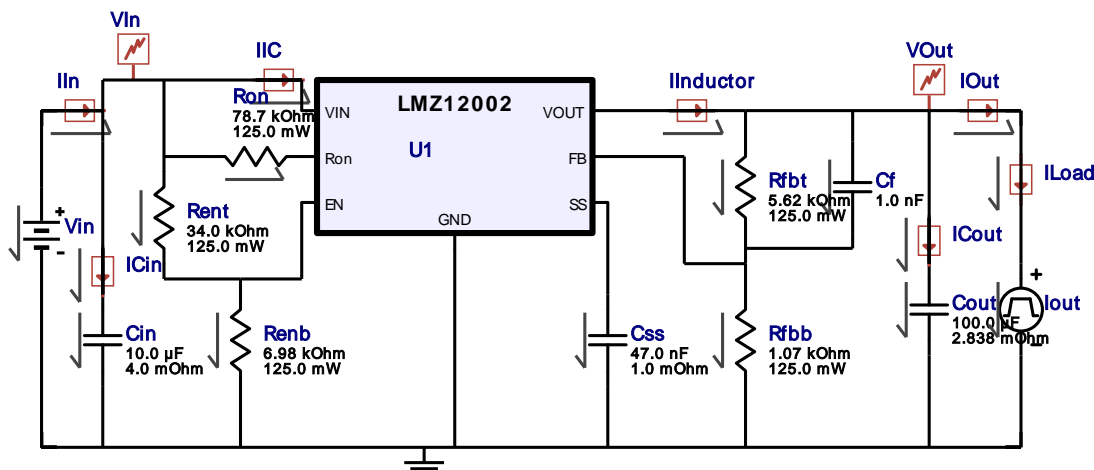 VIn
IIn
IIC
Ron
78.7 kOhm
125.0 mW
LMZ12002
U1
VIN
Ron
EN
GND
VOUT
FB
SS
IInductor
VOut
IOut
ILoad
Vin
+
-
Rent
34.0 kOhm
125.0 mW
ICin
Cin
10.0 µF
4.0 mOhm
Renb
6.98 kOhm
125.0 mW
Css
47.0 nF
1.0 mOhm
Rfbt
5.62 kOhm
125.0 mW
Cf
1.0 nF
Rfbb
1.07 kOhm
125.0 mW
ICout
Cout
100.0 µF
2.838 mOhm
Iout
+
-